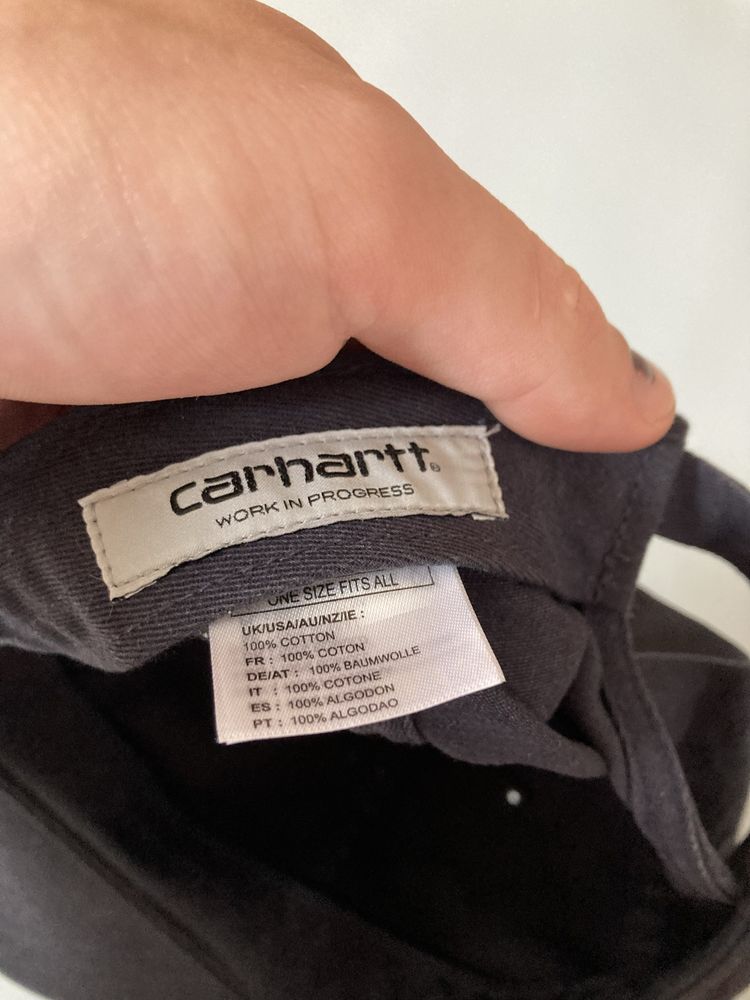 carhartt®
WORK IN PROGRESS
ONE SIZE FITS ALL
UK/USA/AU/NZ/IE :
100% COTTON
FR : 100% COTON
DE/AT : 100% BAUMWOLLE
IT : 100% COTONE
ES : 100% ALGODON
PT : 100% ALGODAO